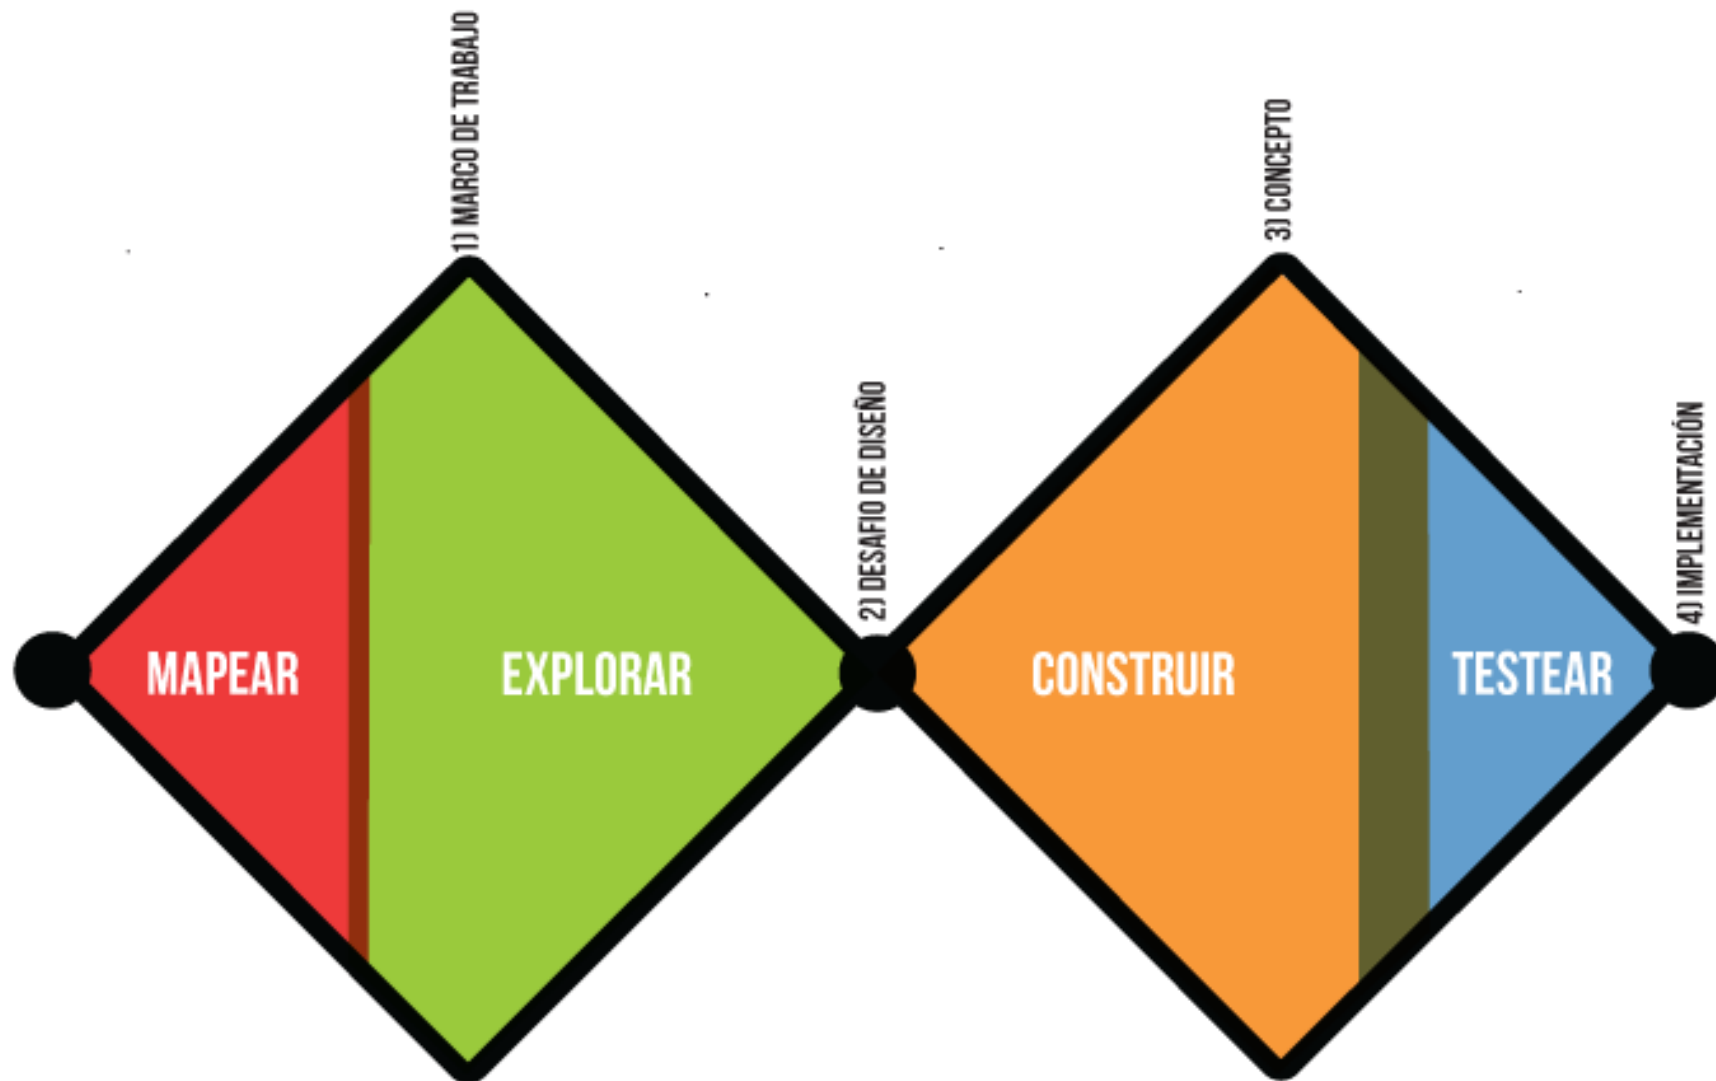 1) MARCO DE TRABAJO
2) DESAFIO DE DISEÑO
3) CONCEPTO
4) IMPLEMENTACIÓN
MAPEAR
EXPLORAR
CONSTRUIR
TESTEAR